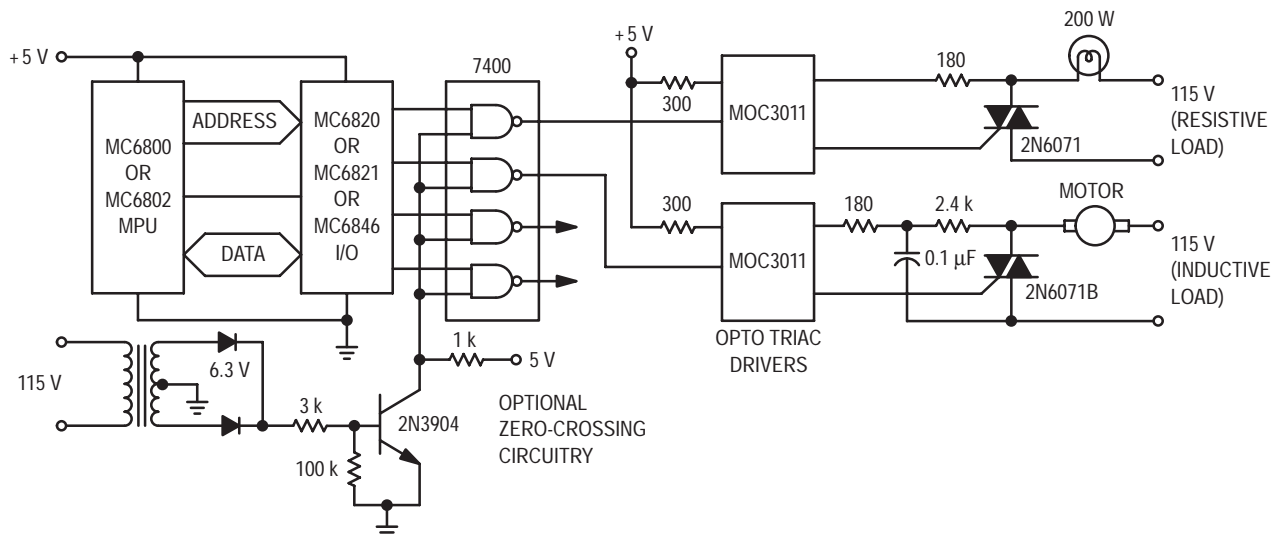 +5 V
ADDRESS
MC6800
OR
MC6802
MPU
DATA
MC6820
OR
MC6821
OR
MC6846
I/O
7400
+5 V
300
MOC3011
180
200 W
2N6071
115 V
(RESISTIVE
LOAD)
300
MOC3011
180
2.4 k
0.1 µF
MOTOR
2N6071B
115 V
(INDUCTIVE
LOAD)
OPTO TRIAC
DRIVERS
1 k
5 V
115 V
6.3 V
3 k
100 k
2N3904
OPTIONAL
ZERO-CROSSING
CIRCUITRY